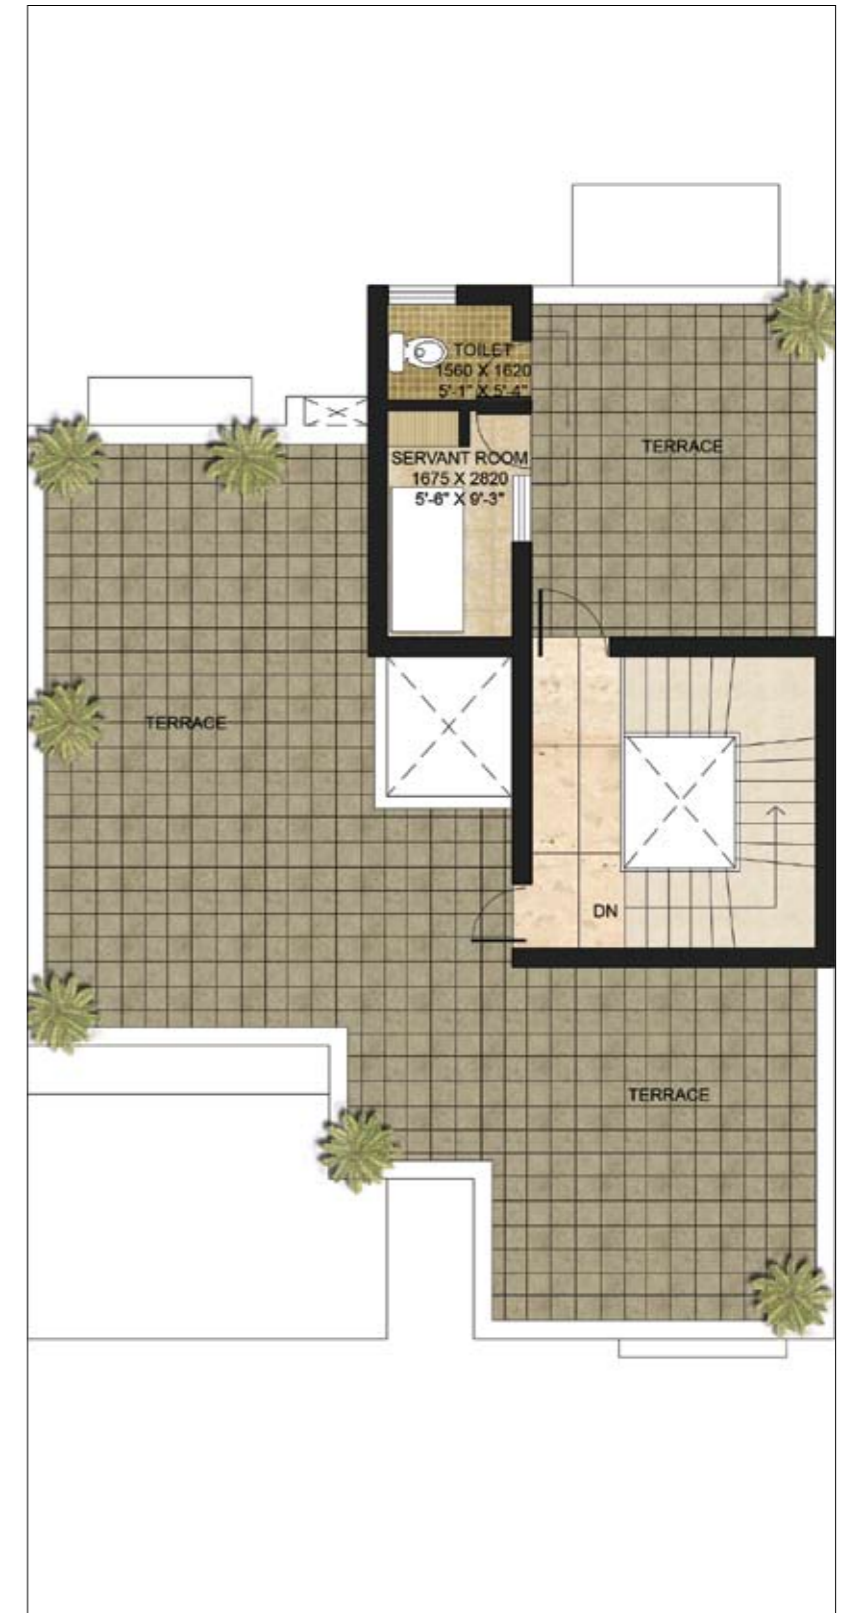 TOILET
1560 X 1620
5'-1" X 5'-4"
TERRACE
SERVANT ROOM
1675 X 2820
5'-6" X 9'-3"
TERRACE
DN
TERRACE